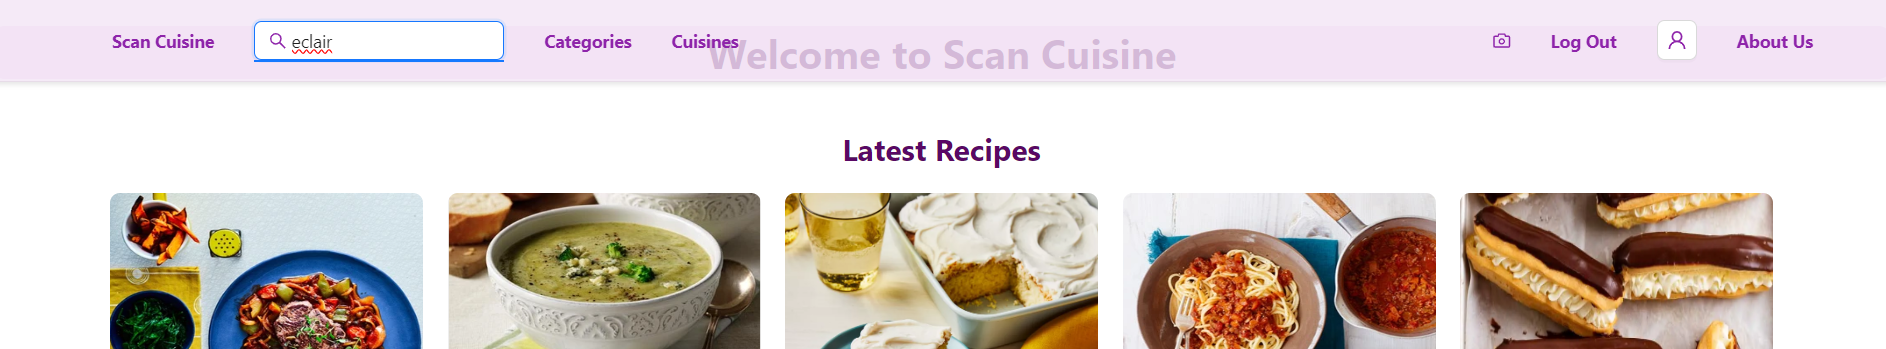 Scan Cuisine eclair Categories Cuisines Log Out About Us
Welcome to Scan Cuisine
Latest Recipes